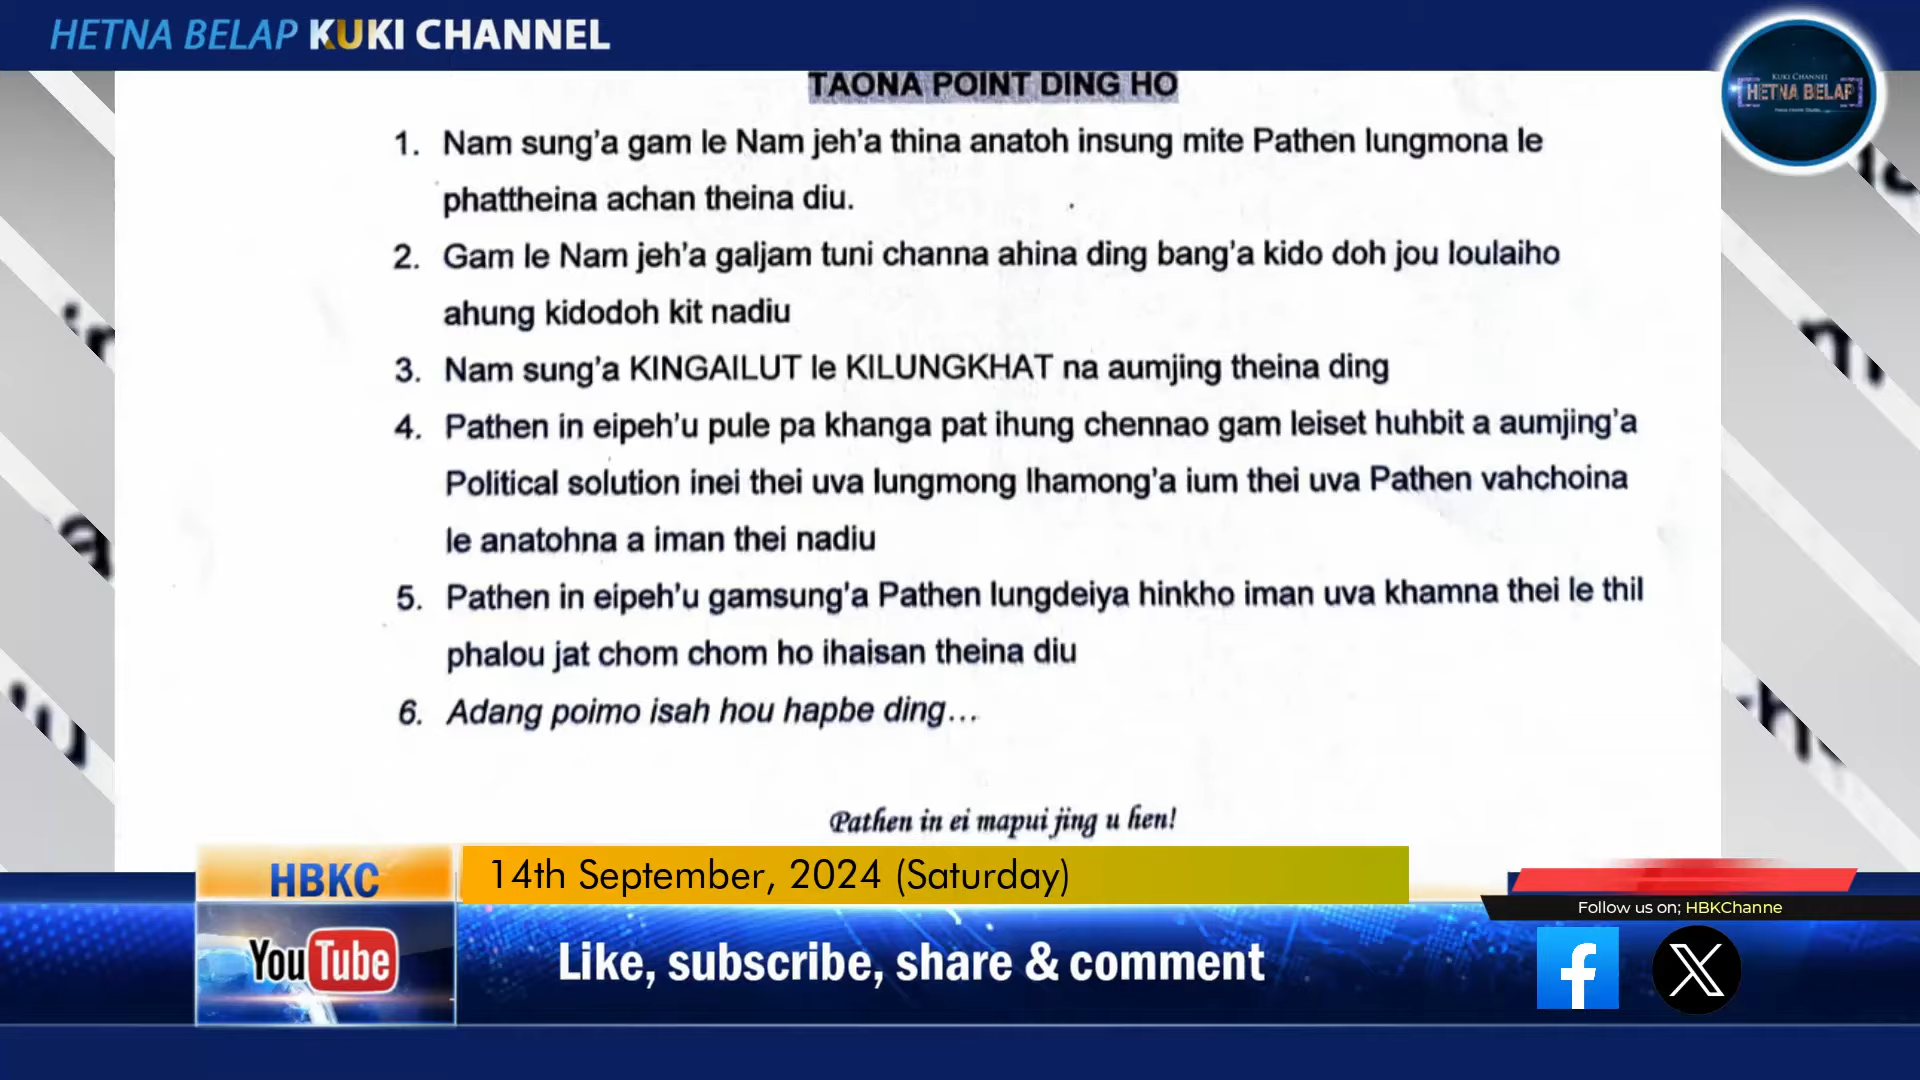 HETNA BELAP KUKI CHANNEL
KUKI CHANNEL
HETNA BELAP
TAONA POINT DING HO
1. Nam sung'a gam le Nam jeh'a thina anatoh insung mite Pathen lungmona le
phattheina achan theina diu.
2. Gam le Nam jeh'a galjam tuni channa ahina ding bang'a kido doh jou loulaiho
ahung kidodoh kit nadiu
3. Nam sung'a KINGAILUT le KILUNGKHAT na aumjing theina ding
4. Pathen in eipeh'u pule pa khanga pat ihung chennao gam leiset huhbit a aumjing'a
Political solution inei thei uva lungmong lhamong'a ium thei uva Pathen vahchoina
le anatohna a iman thei nadiu
5. Pathen in eipeh'u gamsung'a Pathen lungdeiya hinkho iman uva khamna thei le thil
phalou jat chom chom ho ihaisan theina diu
6. Adang poimo isah hou hapbe ding...
Pathen in ei mapui jing u hen!
HBKC
14th September, 2024 (Saturday)
Follow us on; HBKChanne
YouTube
Like, subscribe, share & comment